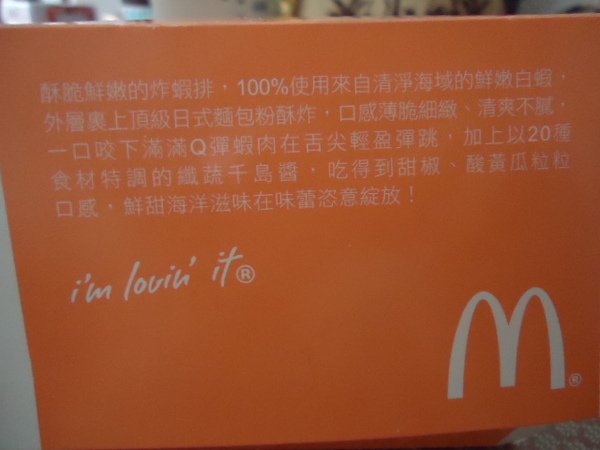 酥脆鮮嫩的炸蝦排，100%使用來自清淨海域的鮮嫩白蝦，
外層裹上頂級日式麵包粉酥炸，口感薄脆細緻、清爽不膩，
一口咬下滿滿Q彈蝦肉在舌尖輕盈彈跳，加上以20種
食材特調的纖蔬千島醬，吃得到甜椒、酸黃瓜粒粒
口感，鮮甜海洋滋味在味蕾恣意綻放！
i'm lovin' it®
M®